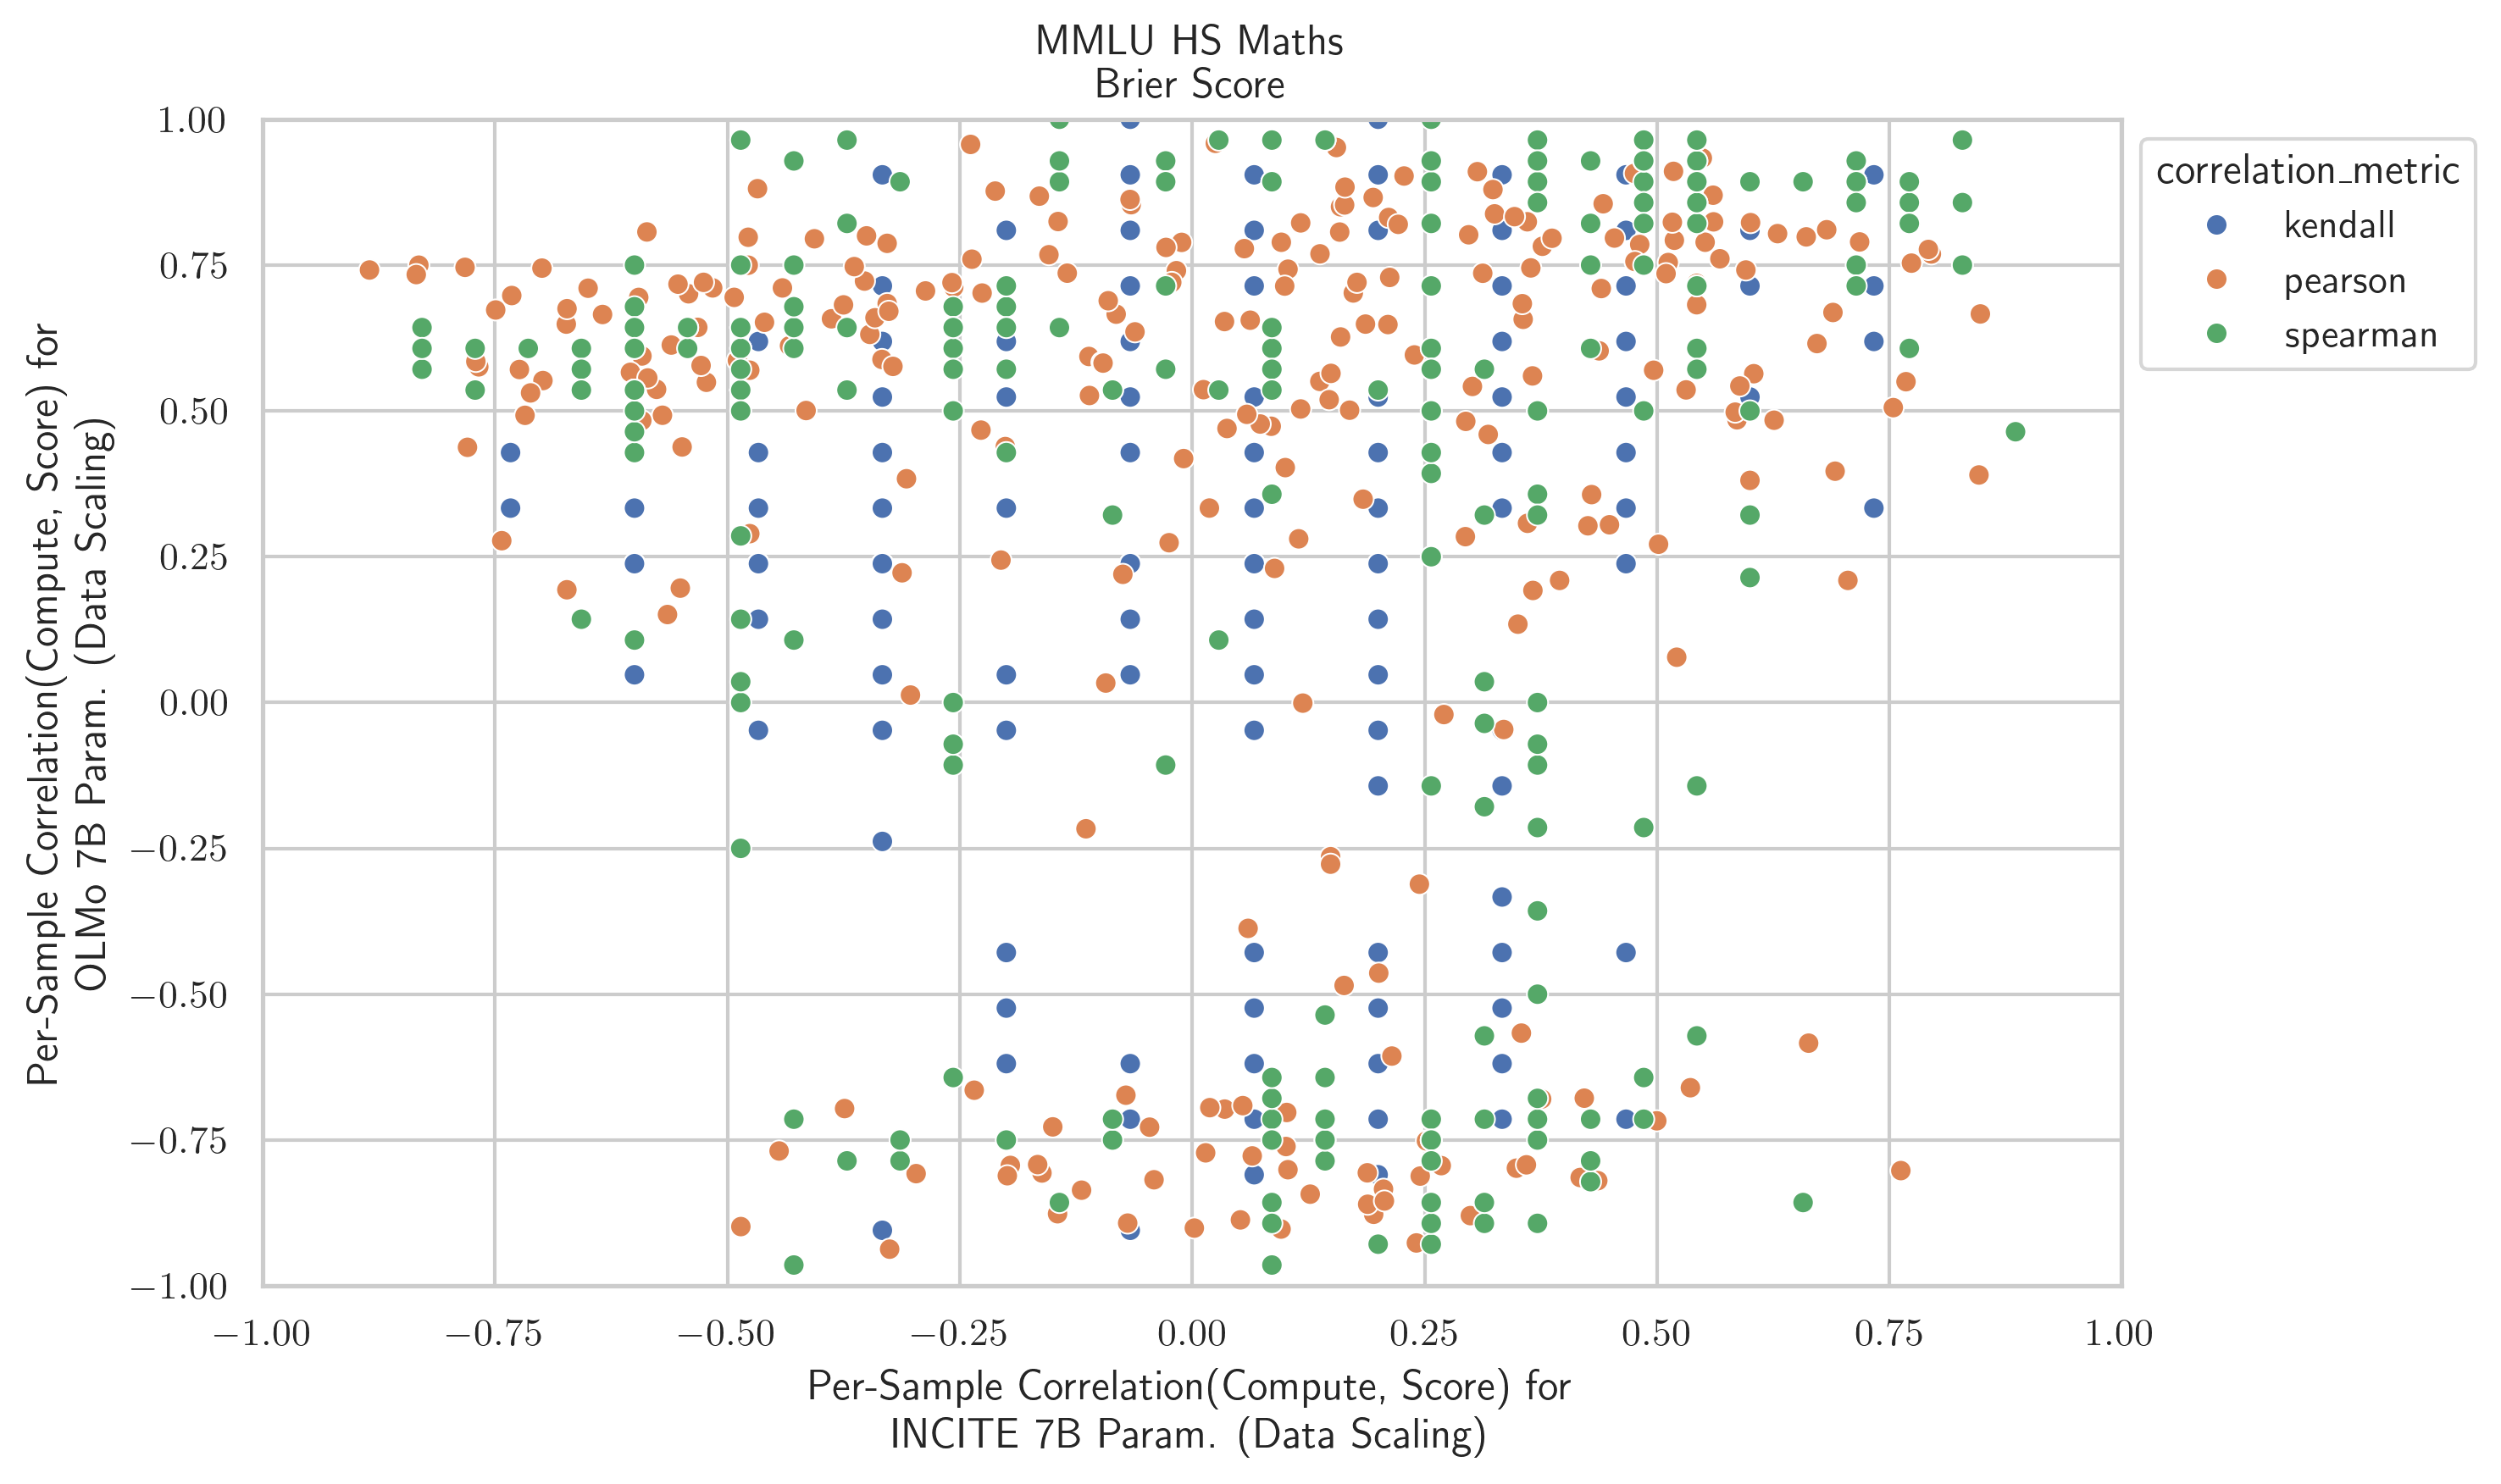 MMLU HS Maths
Brier Score
Per-Sample Correlation(Compute, Score) for
OLMo 7B Param. (Data Scaling)
1.00
0.75
0.50
0.25
0.00
−0.25
−0.50
−0.75
−1.00
−1.00 −0.75 −0.50 −0.25 0.00 0.25 0.50 0.75 1.00
Per-Sample Correlation(Compute, Score) for
INCITE 7B Param. (Data Scaling)
correlation_metric
kendall
pearson
spearman